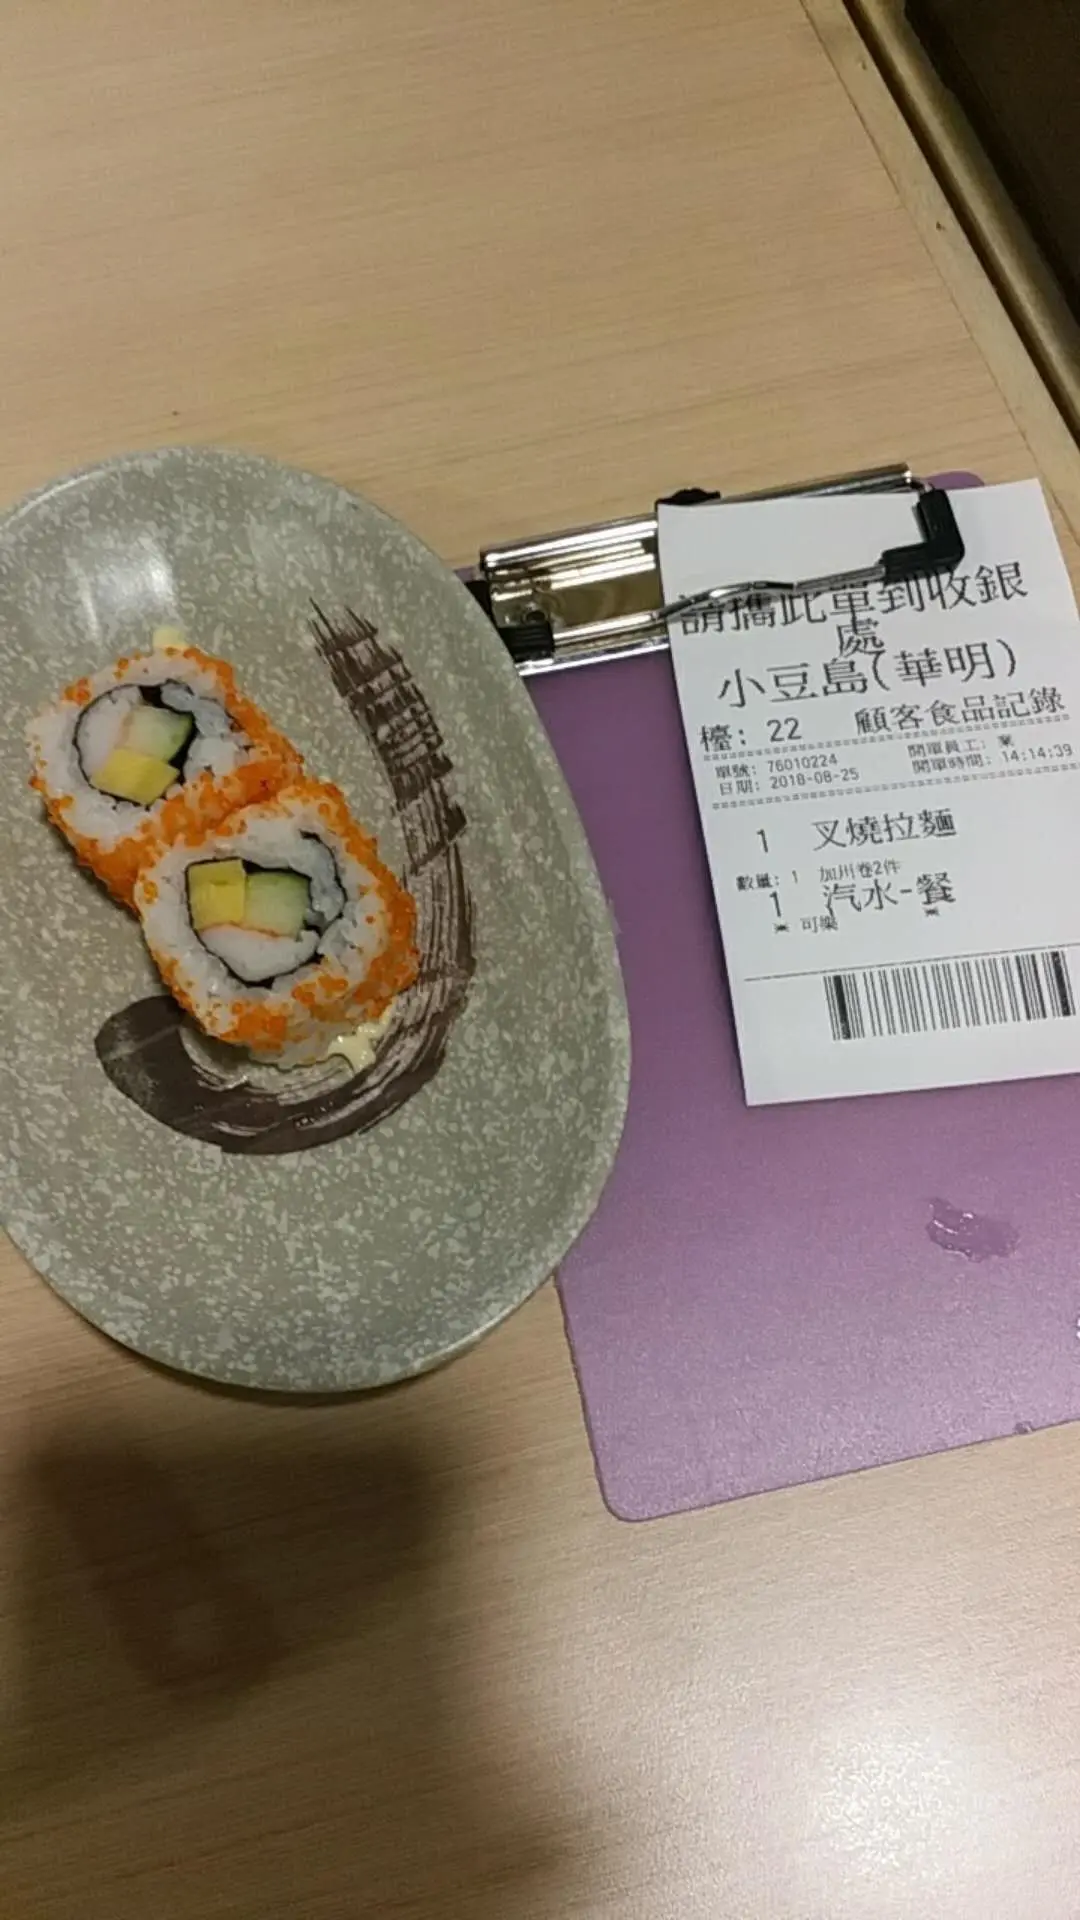 請攜此單到收銀
處
小豆島(華明)
檯: 22 顧客食品記錄
單號: 76010224 開單員工: 業
日期: 2018-08-25 開單時間: 14:14:39
1 叉燒拉麵
數量: 1 加川卷2件
1 汽水-餐
※ 可樂 ※